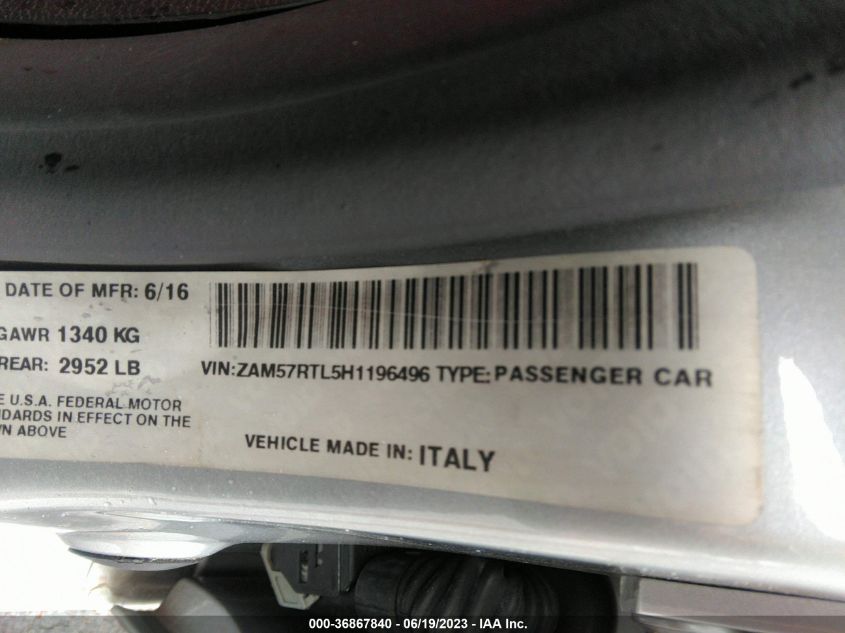 DATE OF MFR: 6/16
GAWR 1340 KG
REAR: 2952 LB
VIN:ZAM57RTL5H1196496 TYPE:PASSENGER CAR
E U.S.A. FEDERAL MOTOR
NDARDS IN EFFECT ON THE
WN ABOVE
VEHICLE MADE IN: ITALY
000-36867840 - 06/19/2023 - IAA Inc.